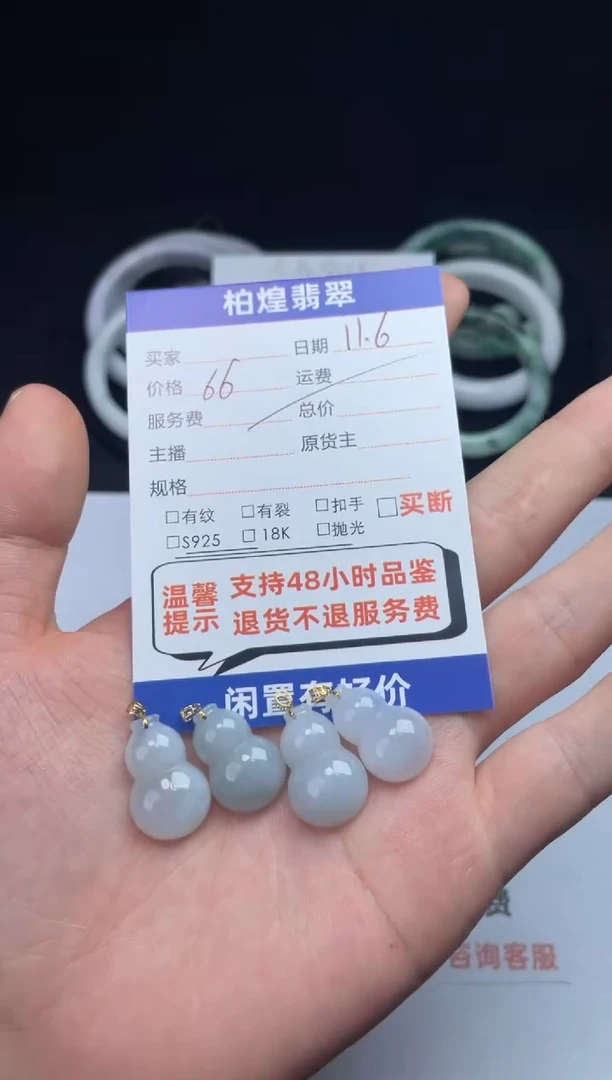 柏煌翡翠
买家 日期 11.6
价格 66 运费
服务费 总价
主播 原货主
规格
□有纹 □有裂 □扣手 □买断
□S925 □18K □抛光
温馨提示 支持48小时品鉴
退货不退服务费
闲置有好价
咨询客服